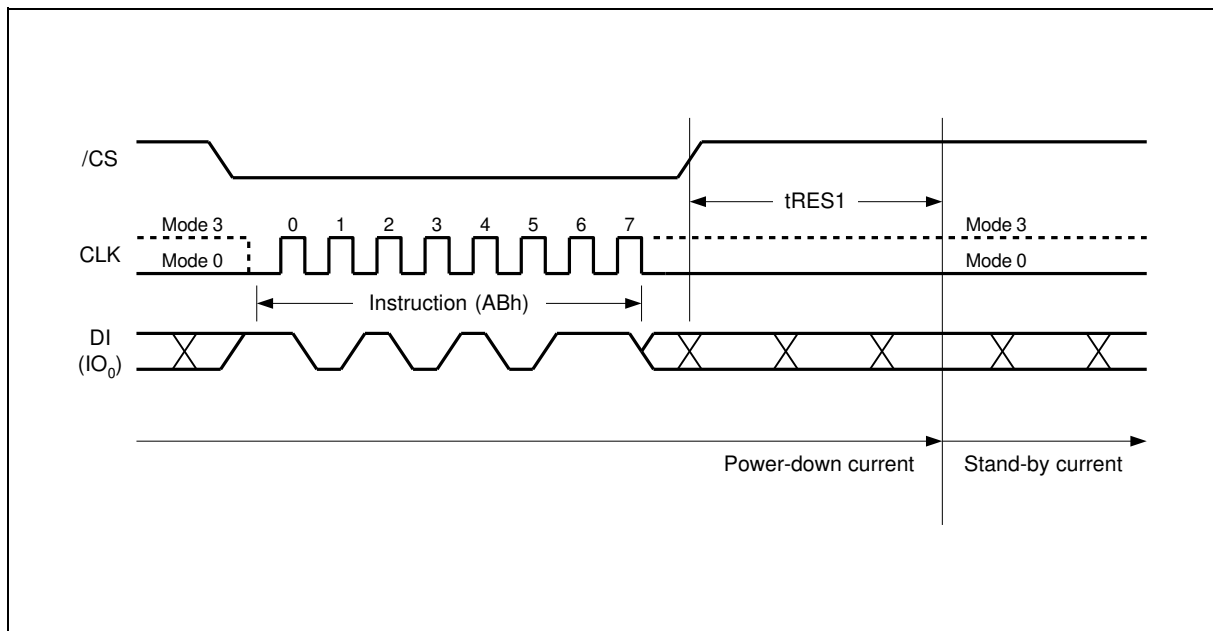 /CS
tRES1
Mode 3
0 1 2 3 4 5 6 7
Mode 3
CLK
Mode 0
Mode 0
Instruction (ABh)
DI
(IO₀)
Power-down current
Stand-by current